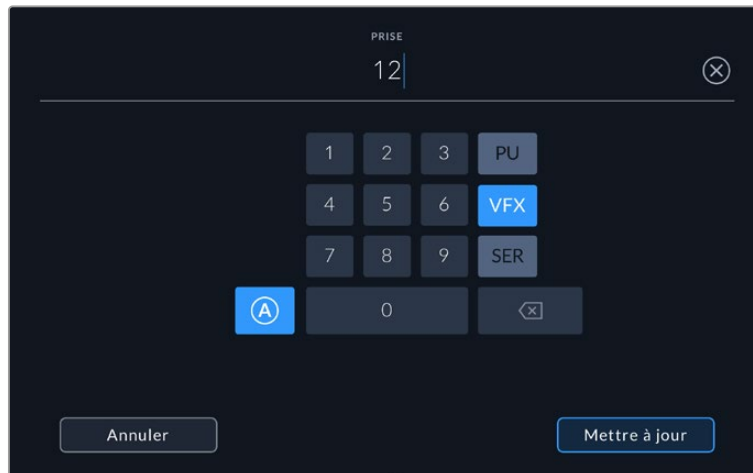 PRISE
12
1 2 3 PU
4 5 6 VFX
7 8 9 SER
A 0
Annuler Mettre à jour